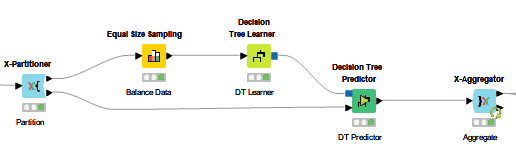 Decision
Tree Learner
Equal Size Sampling
X-Partitioner
Decision Tree
Predictor
X-Aggregator
Balance Data
DT Learner
Partition
DT Predictor
Aggregate